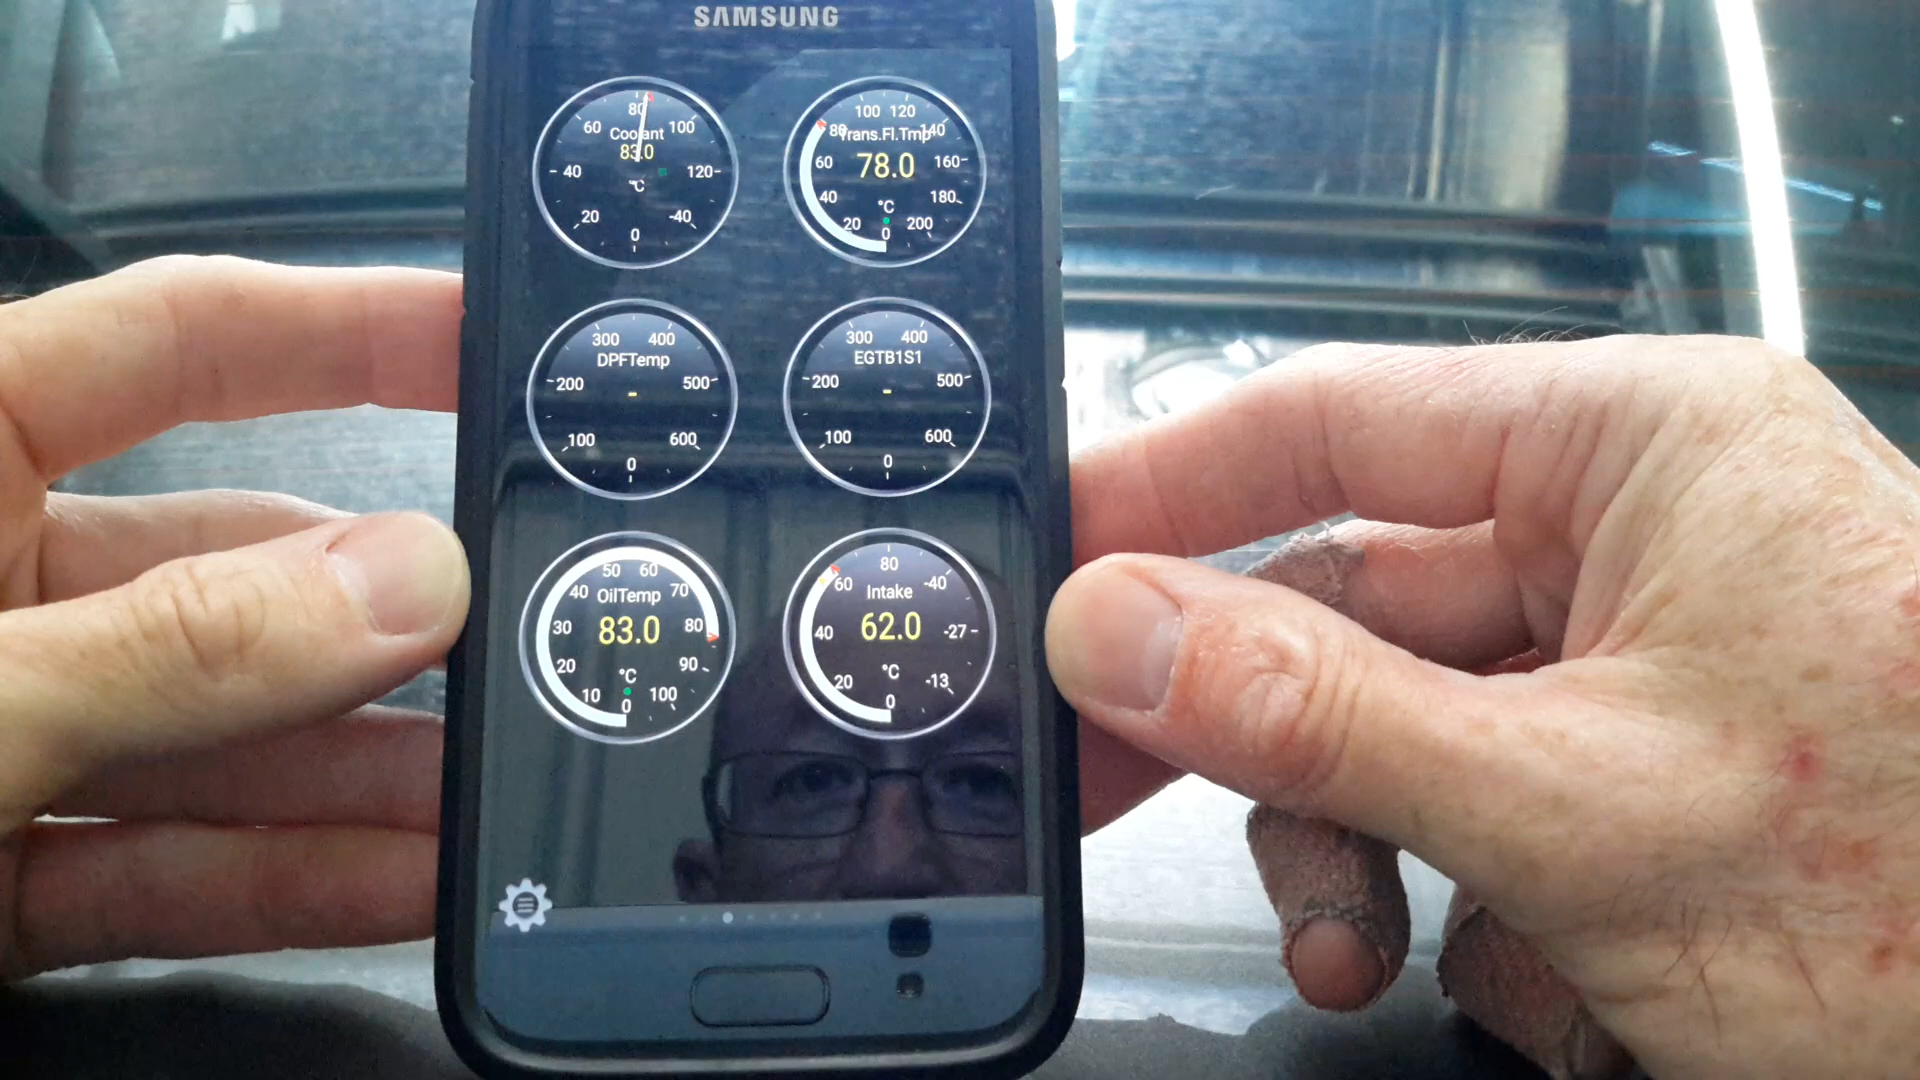 SAMSUNG
80
60 100
Coolant
83.0
40 120
°C
20 -40
0
100 120
80 140
Trans.Fl.Tmp
60 78.0 160
40 180
°C
20 200
0
300 400
DPFTemp
200 - 500
100 600
0
300 400
EGTB1S1
200 - 500
100 600
0
50 60
40 70
OilTemp
30 83.0 80
20 90
°C
10 100
0
80
60 -40
Intake
40 62.0 -27
°C
20 -13
0